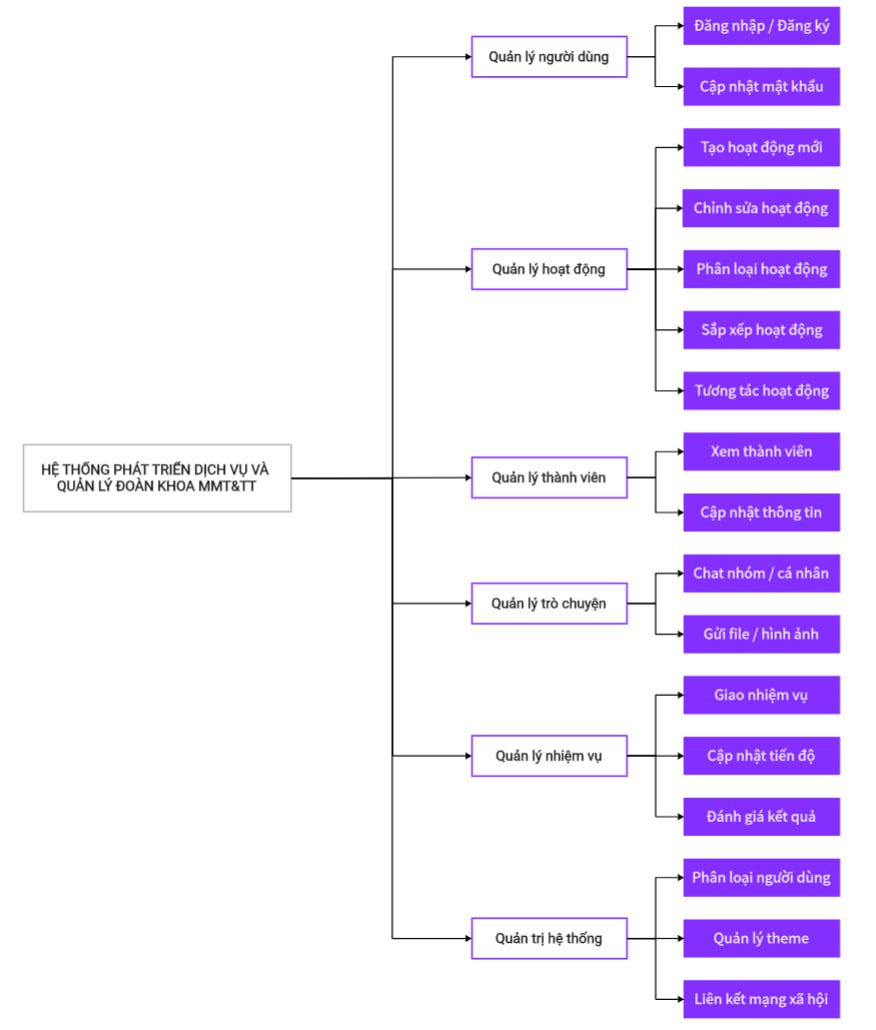 HỆ THỐNG PHÁT TRIỂN DỊCH VỤ VÀ
QUẢN LÝ ĐOÀN KHOA MMT&TT
Quản lý người dùng
Đăng nhập / Đăng ký
Cập nhật mật khẩu
Quản lý hoạt động
Tạo hoạt động mới
Chỉnh sửa hoạt động
Phân loại hoạt động
Sắp xếp hoạt động
Tương tác hoạt động
Quản lý thành viên
Xem thành viên
Cập nhật thông tin
Quản lý trò chuyện
Chat nhóm / cá nhân
Gửi file / hình ảnh
Quản lý nhiệm vụ
Giao nhiệm vụ
Cập nhật tiến độ
Đánh giá kết quả
Quản trị hệ thống
Phân loại người dùng
Quản lý theme
Liên kết mạng xã hội